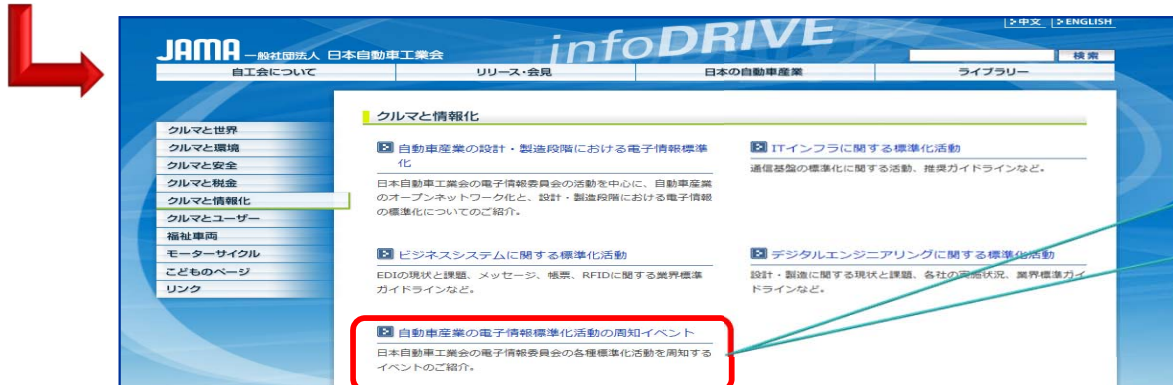 >中文 >ENGLISH
infoDRIVE
JAMA 一般社団法人 日本自動車工業会
検索
自工会について リリース・会見 日本の自動車産業 ライブラリー
クルマと世界
クルマと環境
クルマと安全
クルマと税金
クルマと情報化
クルマとユーザー
福祉車両
モーターサイクル
こどものページ
リンク
クルマと情報化
自動車産業の設計・製造段階における電子情報標準
化
日本自動車工業会の電子情報委員会の活動を中心に、自動車産業
のオープンネットワーク化と、設計・製造段階における電子情報
の標準化についてのご紹介。
ITインフラに関する標準化活動
通信基盤の標準化に関する活動、推奨ガイドラインなど。
ビジネスシステムに関する標準化活動
EDIの現状と課題、メッセージ、帳票、RFIDに関する業界標準
ガイドラインなど。
デジタルエンジニアリングに関する標準化活動
設計・製造に関する現状と課題、各社の実施状況、業界標準ガイ
ドラインなど。
自動車産業の電子情報標準化活動の周知イベント
日本自動車工業会の電子情報委員会の各種標準化活動を周知する
イベントのご紹介。